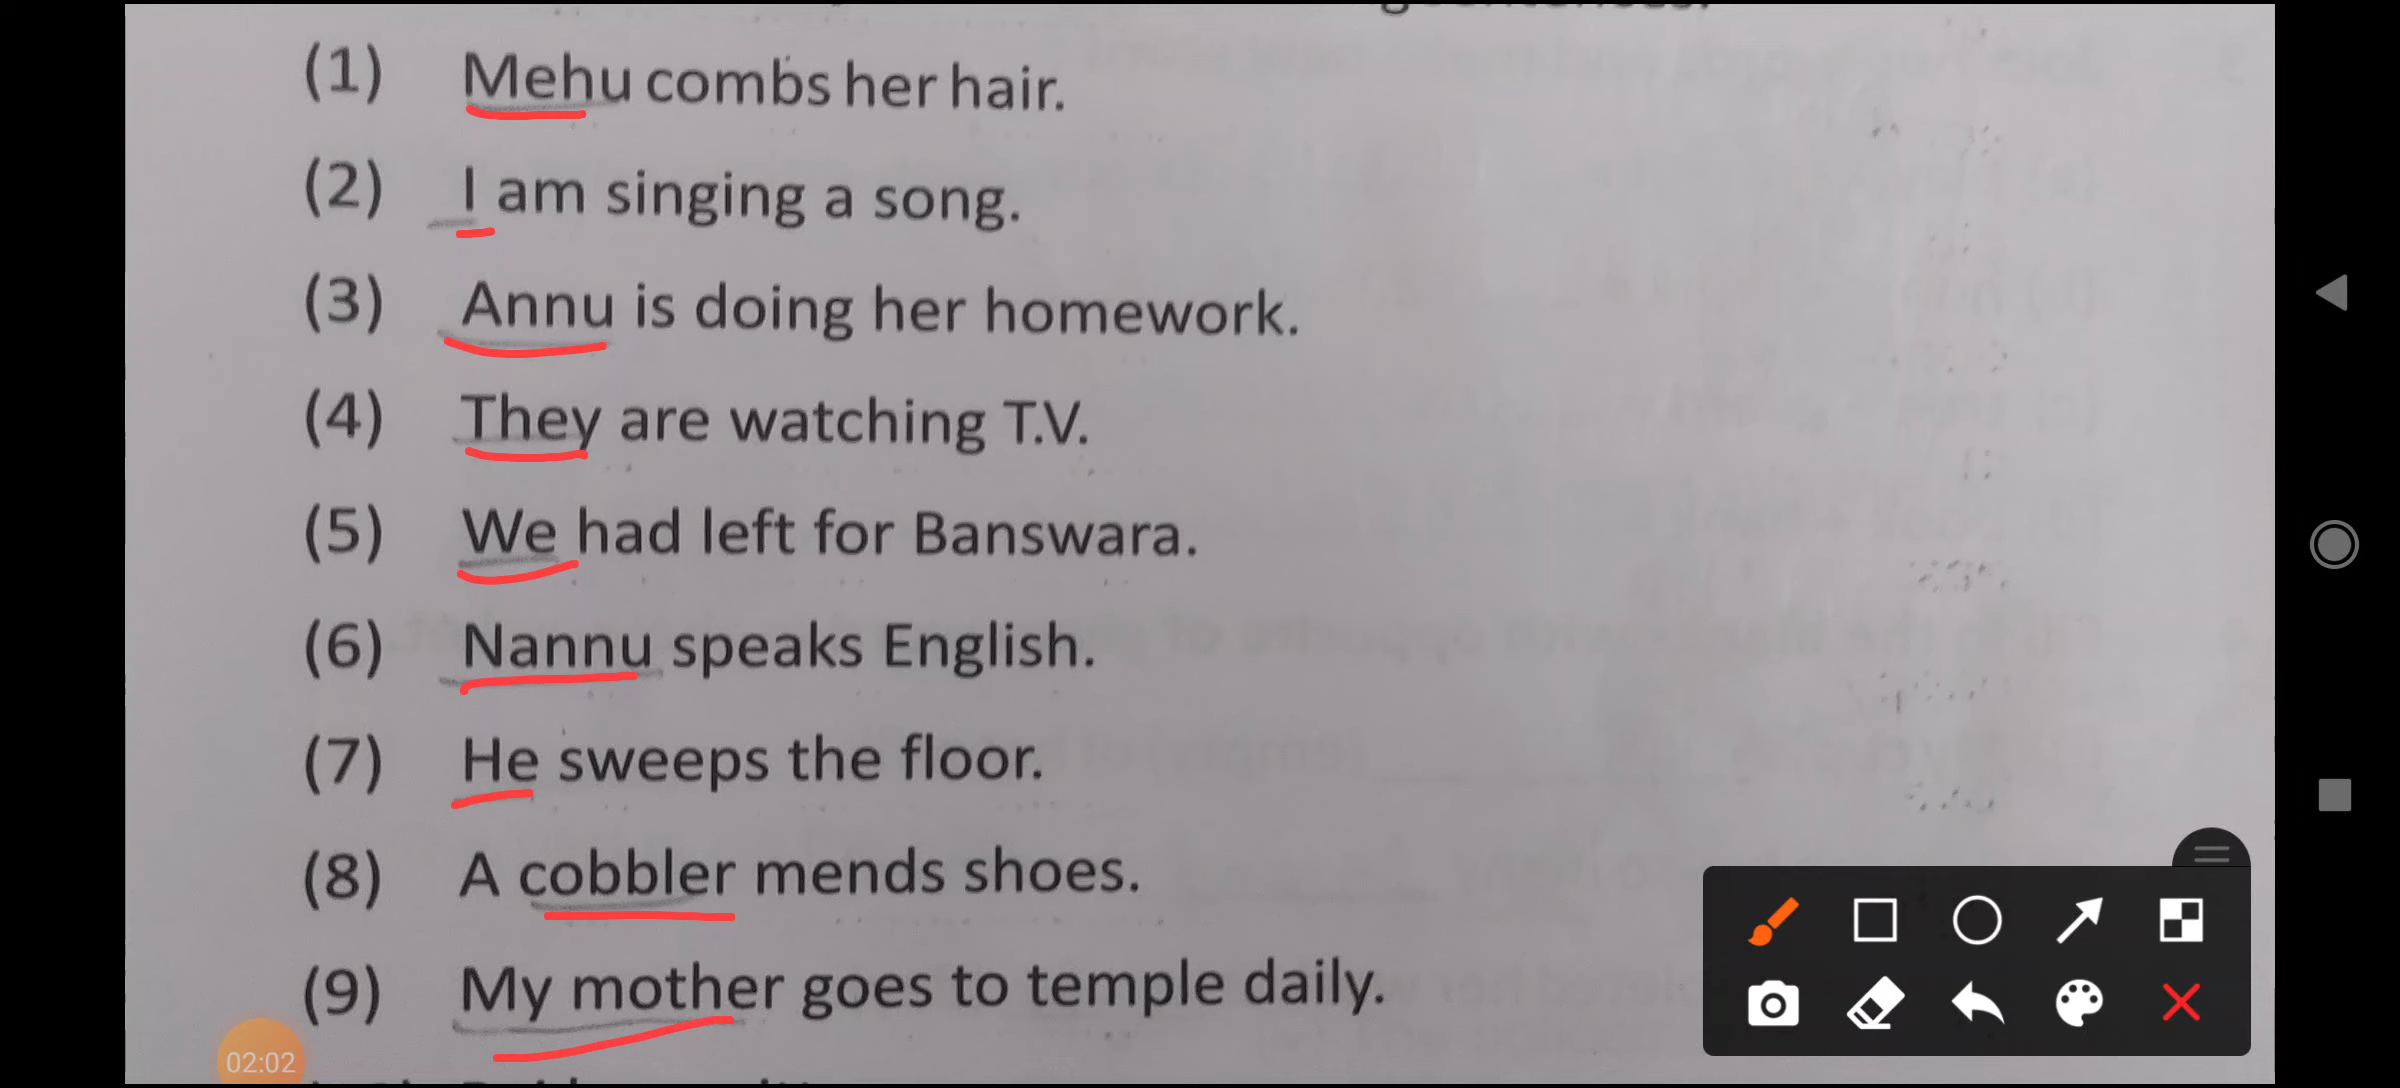 (1) Mehu combs her hair.
(2) I am singing a song.
(3) Annu is doing her homework.
(4) They are watching T.V.
(5) We had left for Banswara.
(6) Nannu speaks English.
(7) He sweeps the floor.
(8) A cobbler mends shoes.
(9) My mother goes to temple daily.
02:02